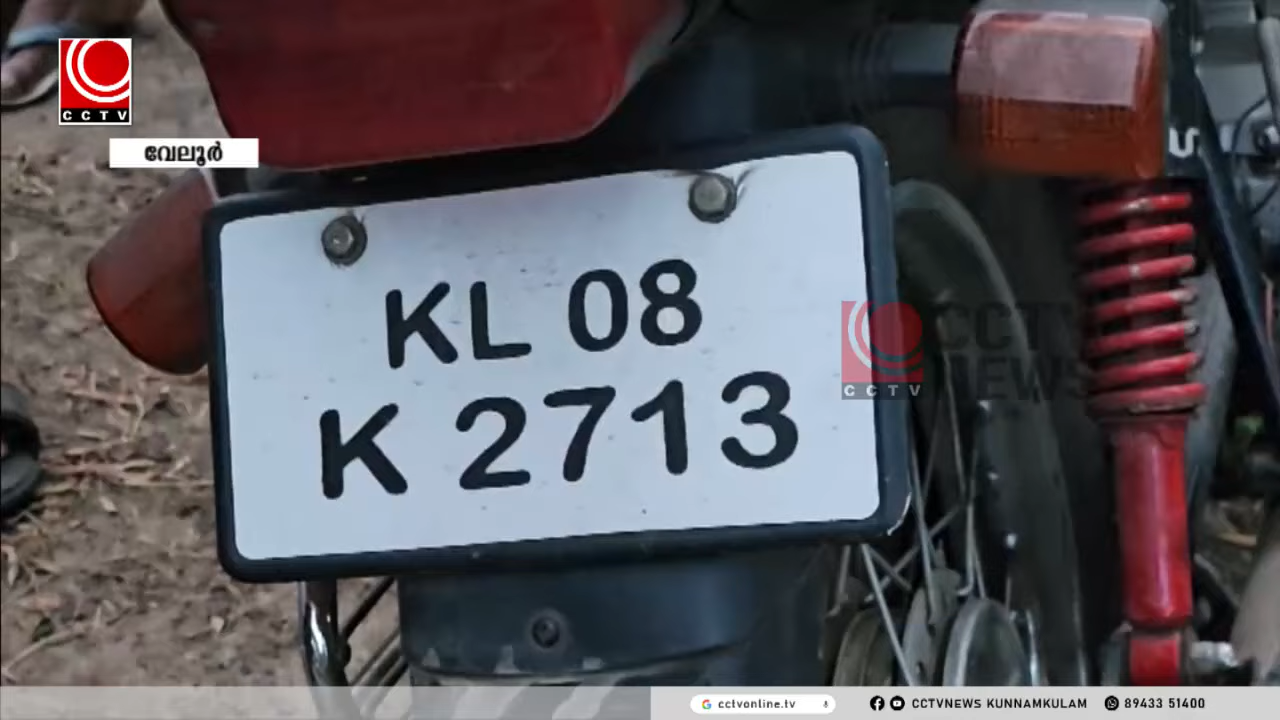 CCTV
വേലൂർ
KL 08
K 2713
CCTV NEWS
CCTV
cctvonline.tv
CCTVNEWS KUNNAMKULAM
89433 51400